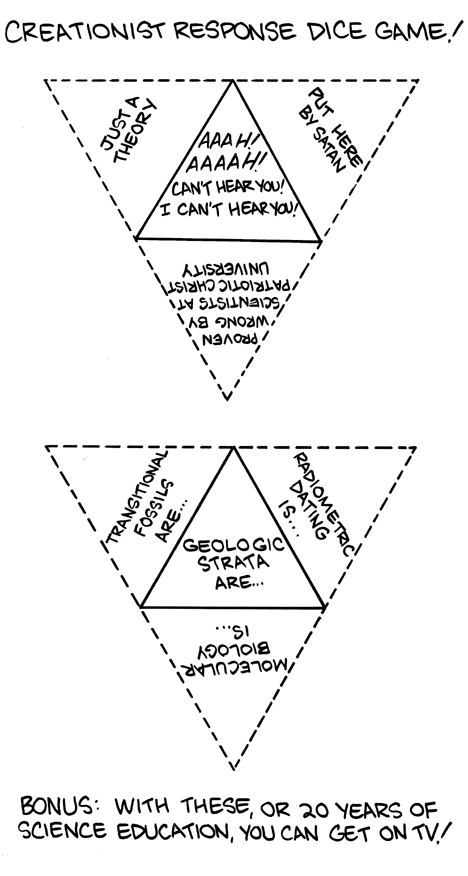 CREATIONIST RESPONSE DICE GAME!
JUST A
THEORY
PUT HERE
BY SATAN
AAAH!
AAAAH!
CAN'T HEAR YOU!
I CAN'T HEAR YOU!
PROVEN
WRONG BY
SCIENTISTS AT
PATRIOTIC CHRIST
UNIVERSITY
TRANSITIONAL
FOSSILS
ARE...
RADIOMETRIC
DATING
IS....
GEOLOGIC
STRATA
ARE...
MOLECULAR
BIOLOGY
IS...
BONUS: WITH THESE, OR 20 YEARS OF
SCIENCE EDUCATION, YOU CAN GET ON TV!